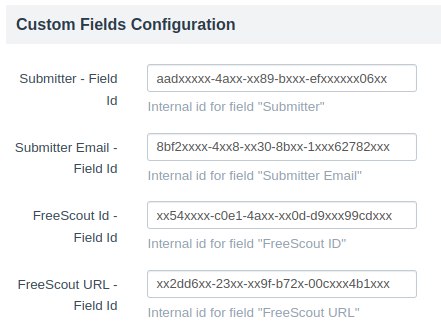 Custom Fields Configuration
Submitter - Field
Id
aadxxxxx-4axx-xx89-bxxx-efxxxxxx06xx
Internal id for field "Submitter"
Submitter Email -
Field Id
8bf2xxxx-4xx8-xx30-8bxx-1xxx62782xxx
Internal id for field "Submitter Email"
FreeScout Id -
Field Id
xx54xxxx-c0e1-4axx-xx0d-d9xxx99cdxxx
Internal id for field "FreeScout ID"
FreeScout URL -
Field Id
xx2dd6xx-23xx-xx9f-b72x-00cxxx4b1xxx
Internal id for field "FreeScout URL"